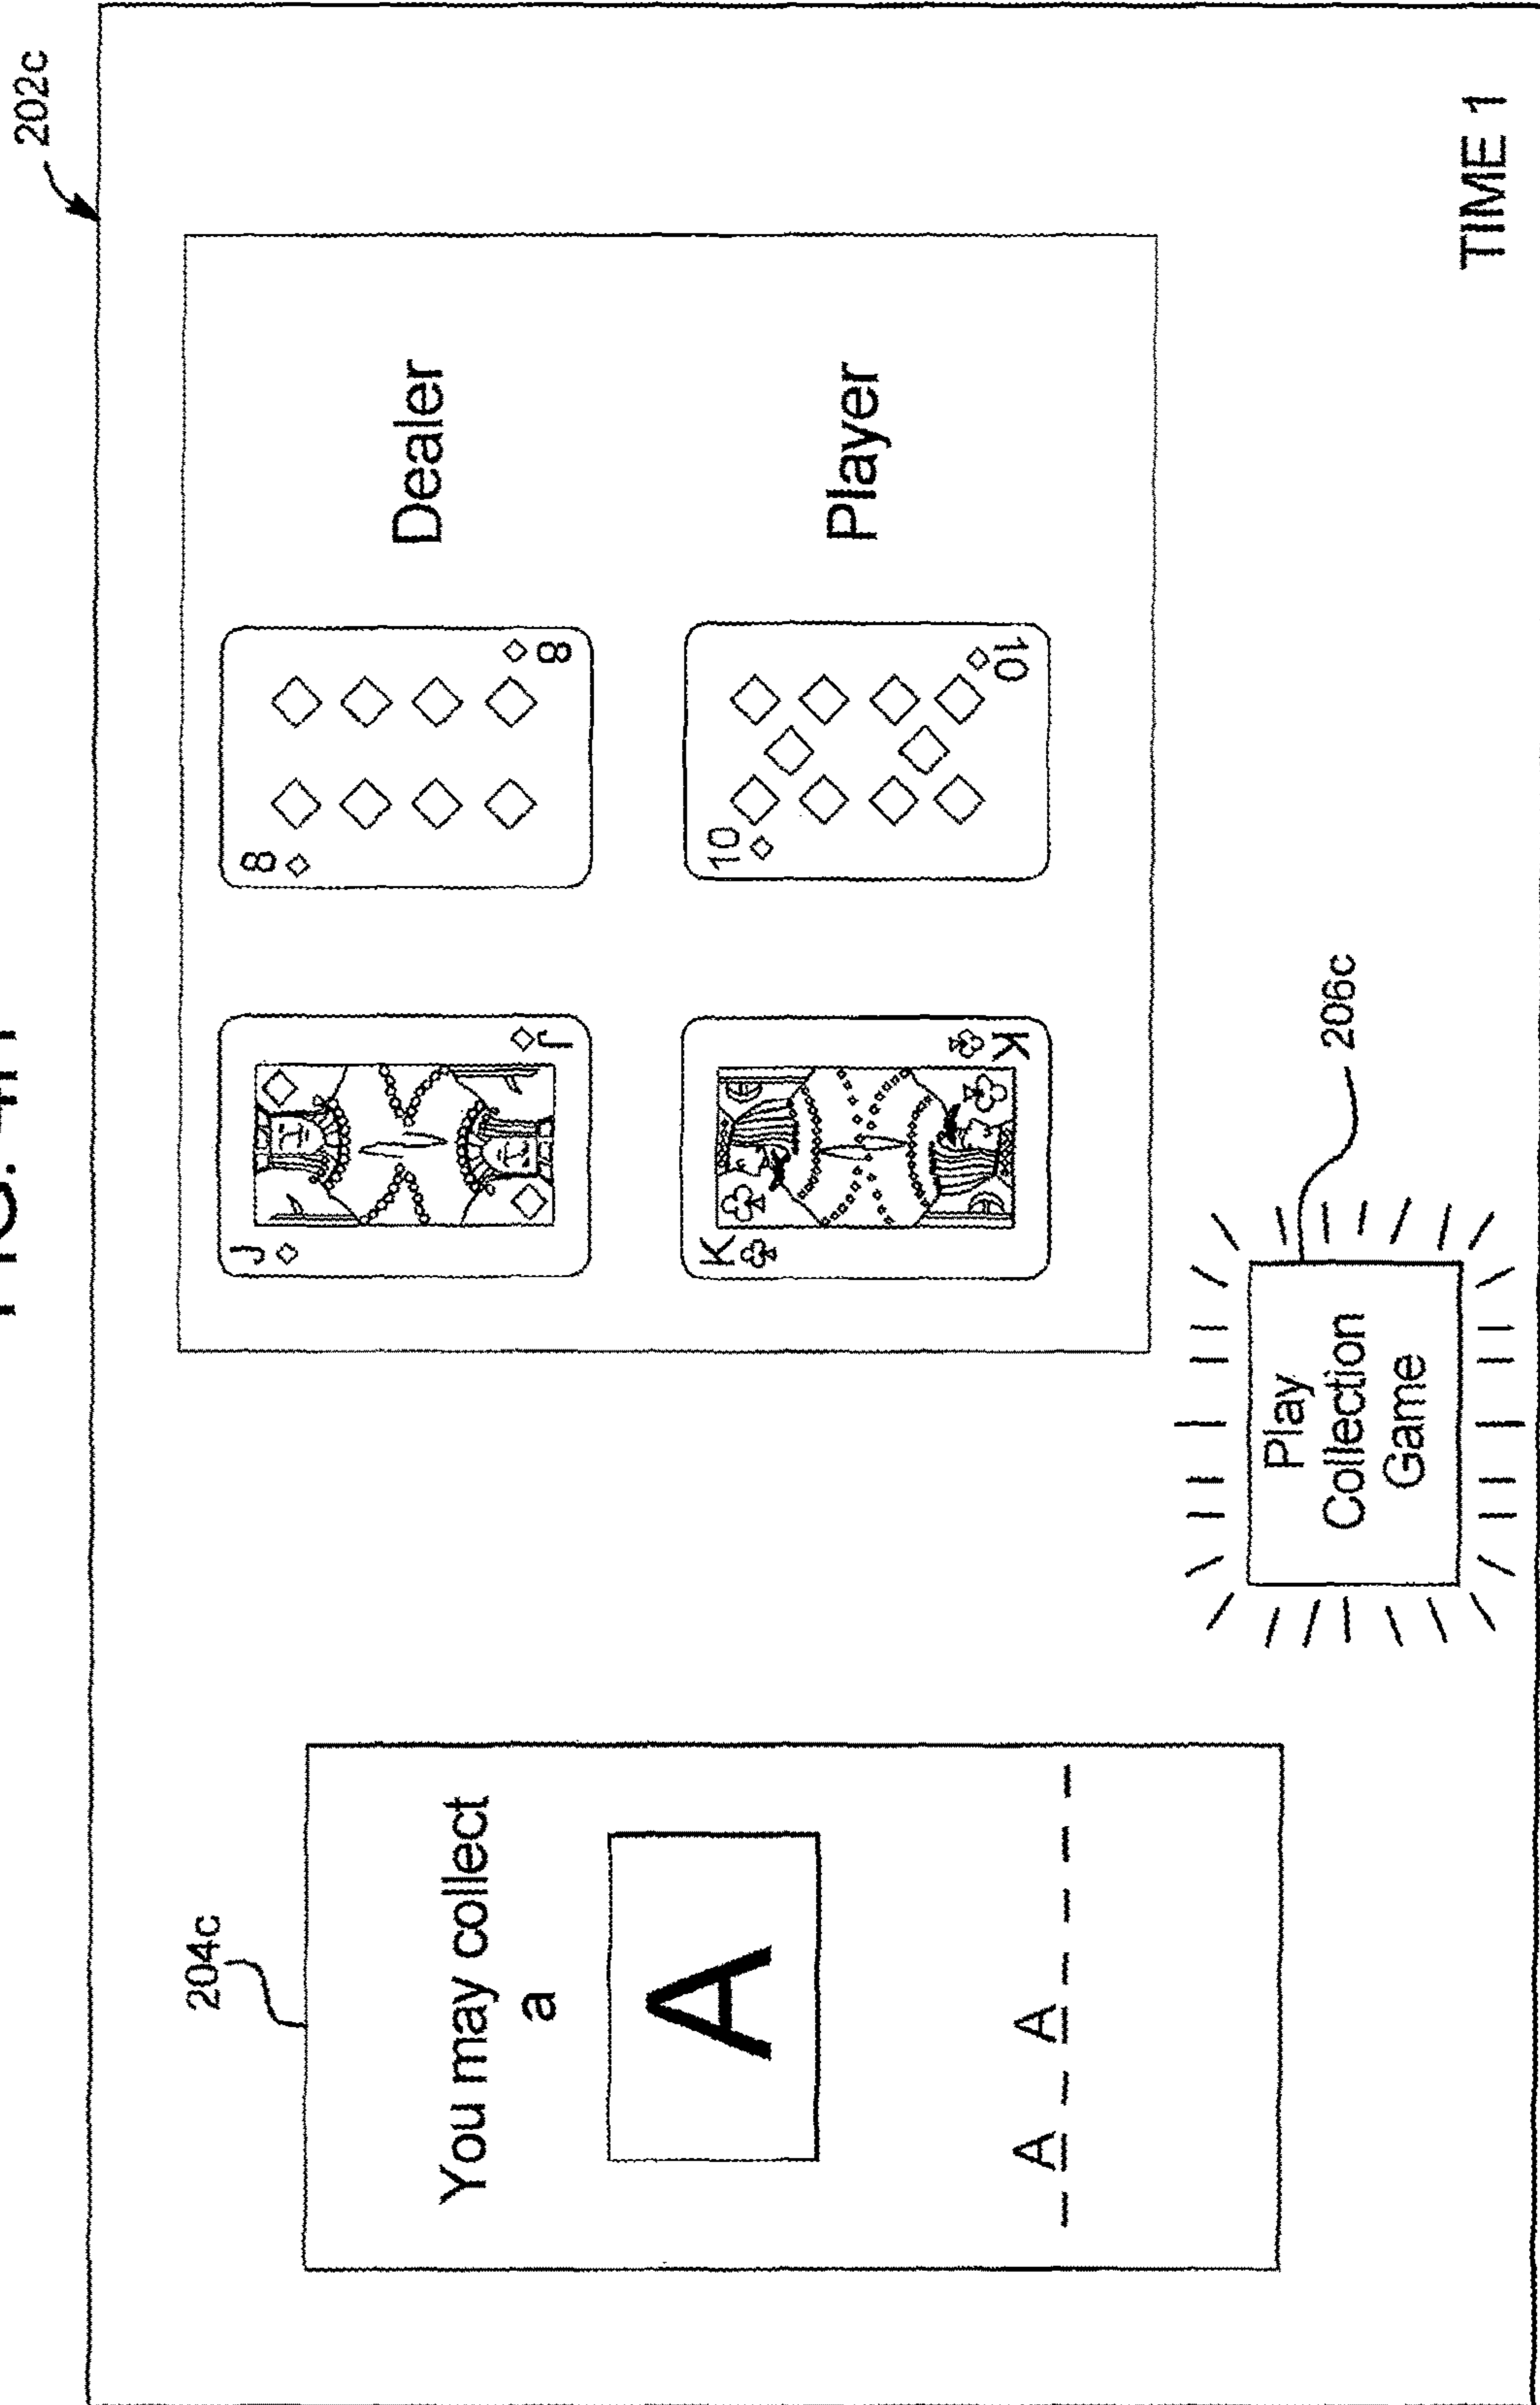 202c
204c
You may collect
a
A
_ A _ A _ _ _ _
J
J
8
8
Dealer
K
K
10
10
Player
Play
Collection
Game
206c
TIME 1